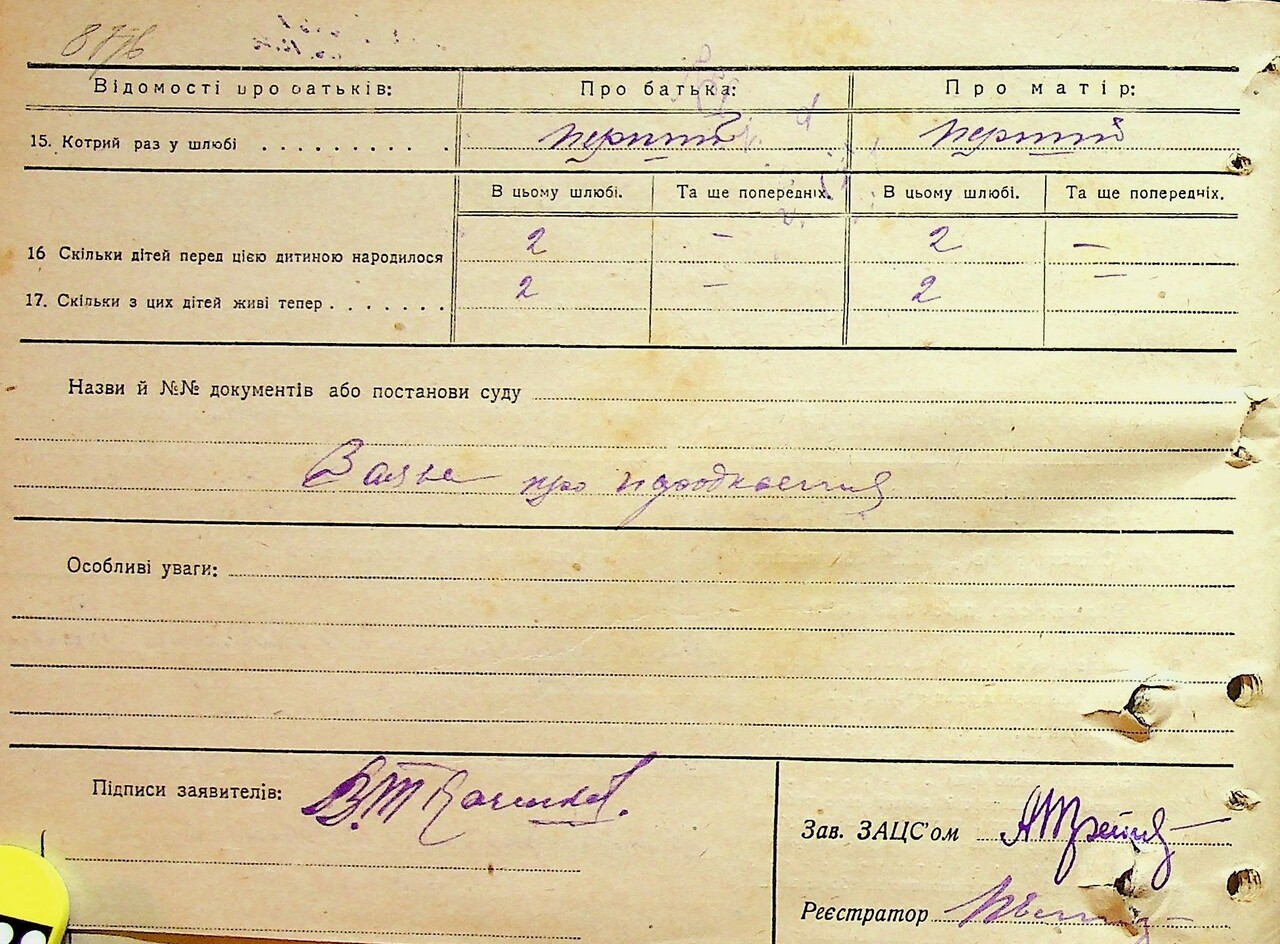 8776
Відомості про батьків: Про батька: Про матір:
15. Котрий раз у шлюбі . . . . . . . . . . . перший перший
В цьому шлюбі. Та ще попередніх. В цьому шлюбі. Та ще попередніх.
16 Скільки дітей перед цією дитиною народилося 2 – 2 –
17. Скільки з цих дітей живі тепер . . . . . . . 2 – 2 –
Назви й №№ документів або постанови суду
Заява про народження
Особливі уваги:
Підписи заявителів:
Зав. ЗАЦС'ом
Реєстратор